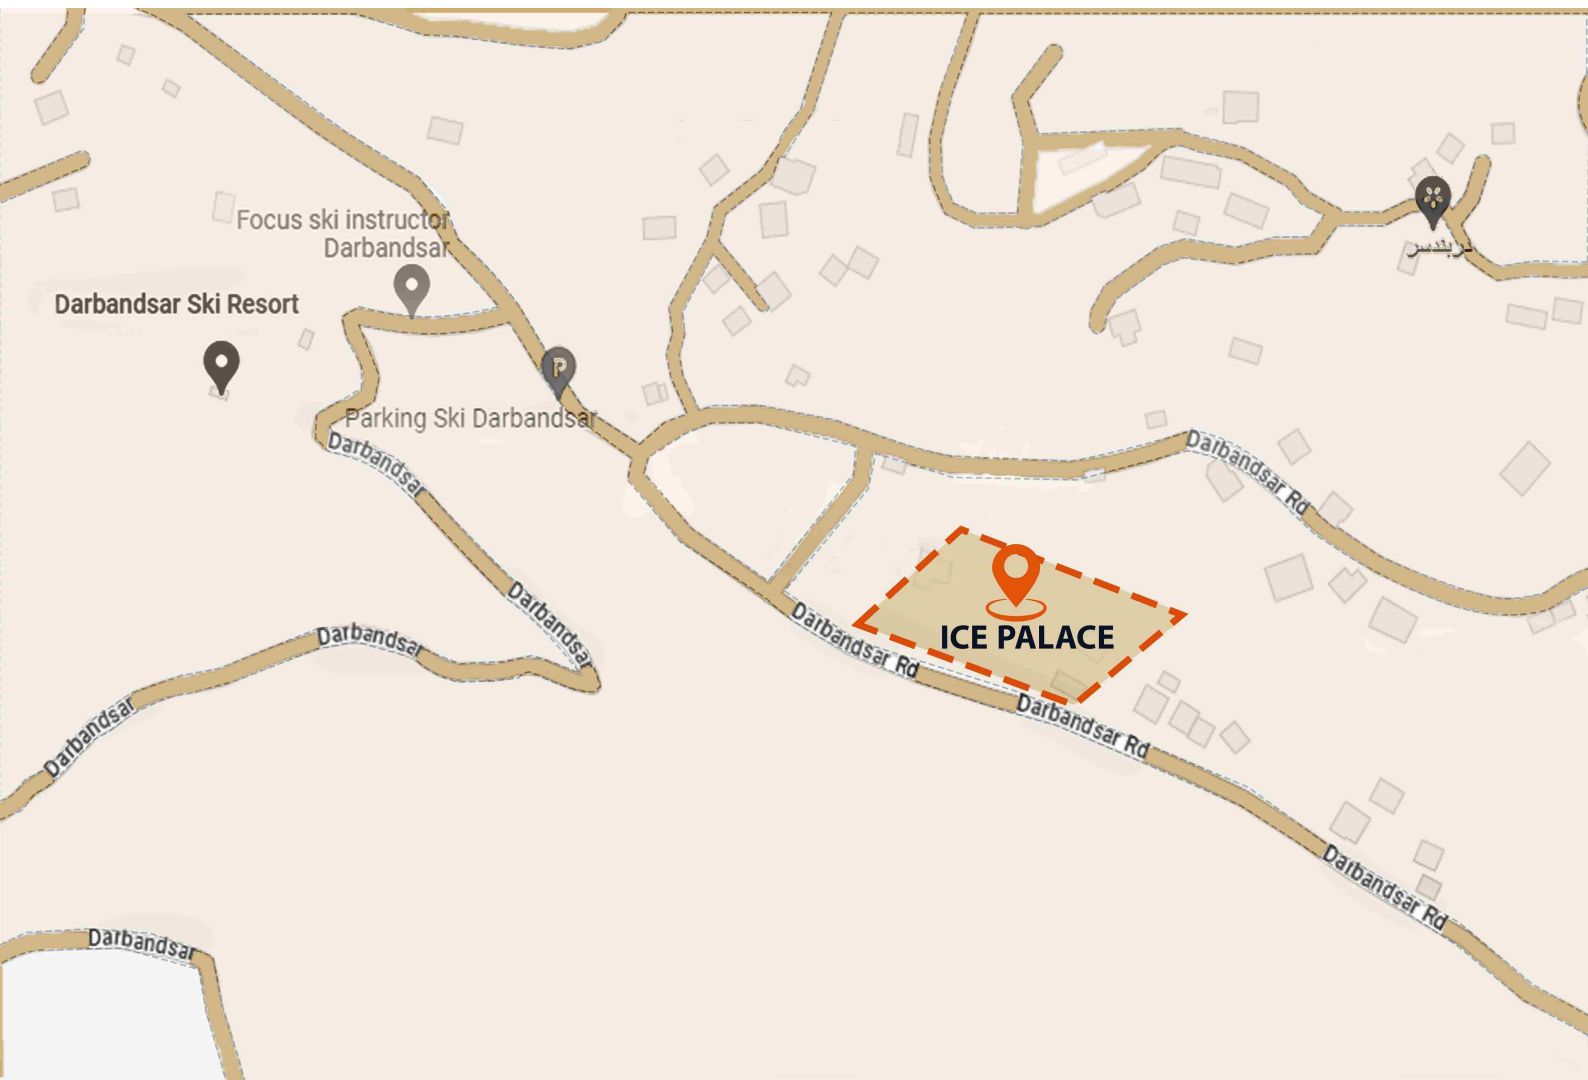 Focus ski instructor
Darbandsar
دربندسر
Darbandsar Ski Resort
P
Parking Ski Darbandsar
Darbandsar
Darbandsar Rd
Darbandsar
Darbandsar
Darbandsar
ICE PALACE
Darbandsar Rd
Darbandsar Rd
Darbandsar Rd
Darbandsar